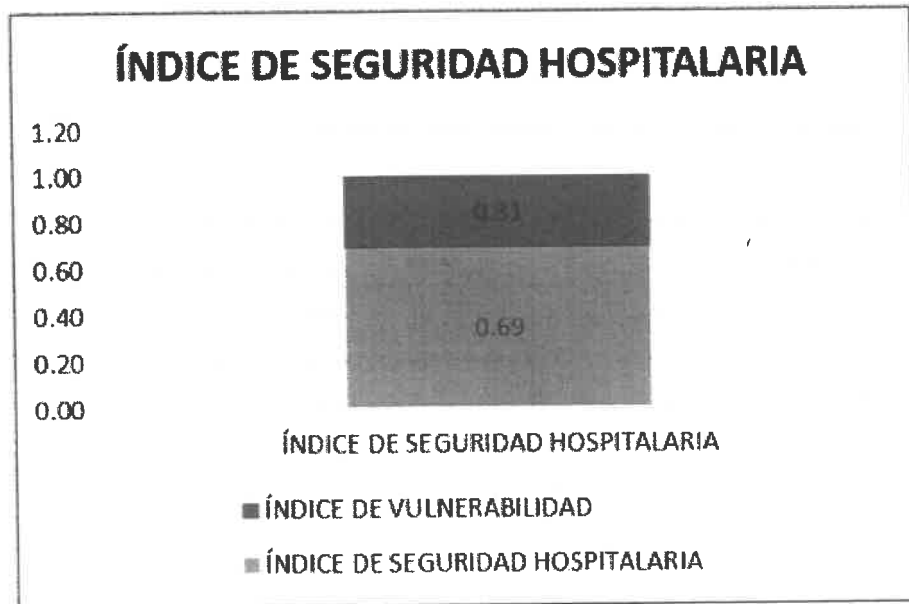 ÍNDICE DE SEGURIDAD HOSPITALARIA
1.20
1.00
0.80
0.60
0.40
0.20
0.00
0.31
0.69
ÍNDICE DE SEGURIDAD HOSPITALARIA
ÍNDICE DE VULNERABILIDAD
ÍNDICE DE SEGURIDAD HOSPITALARIA